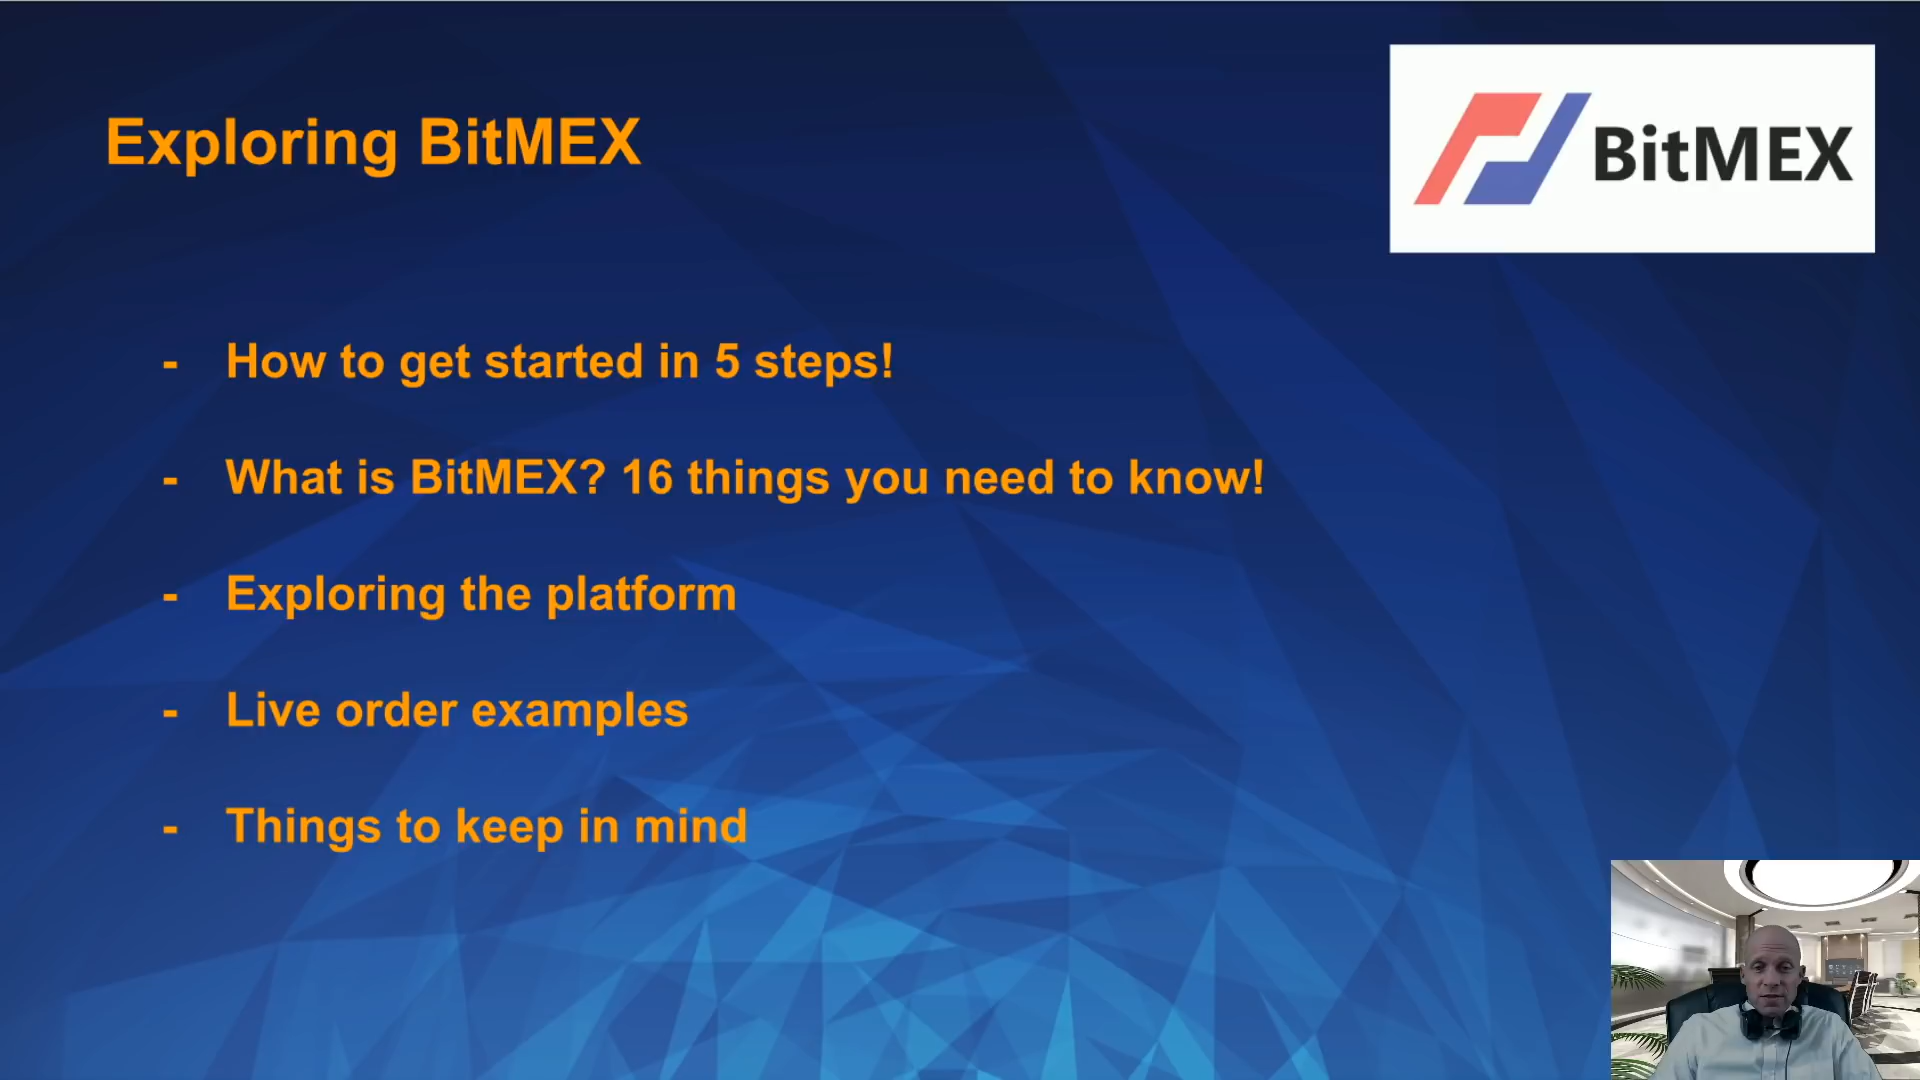 Exploring BitMEX
BitMEX
- How to get started in 5 steps!
- What is BitMEX? 16 things you need to know!
- Exploring the platform
- Live order examples
- Things to keep in mind